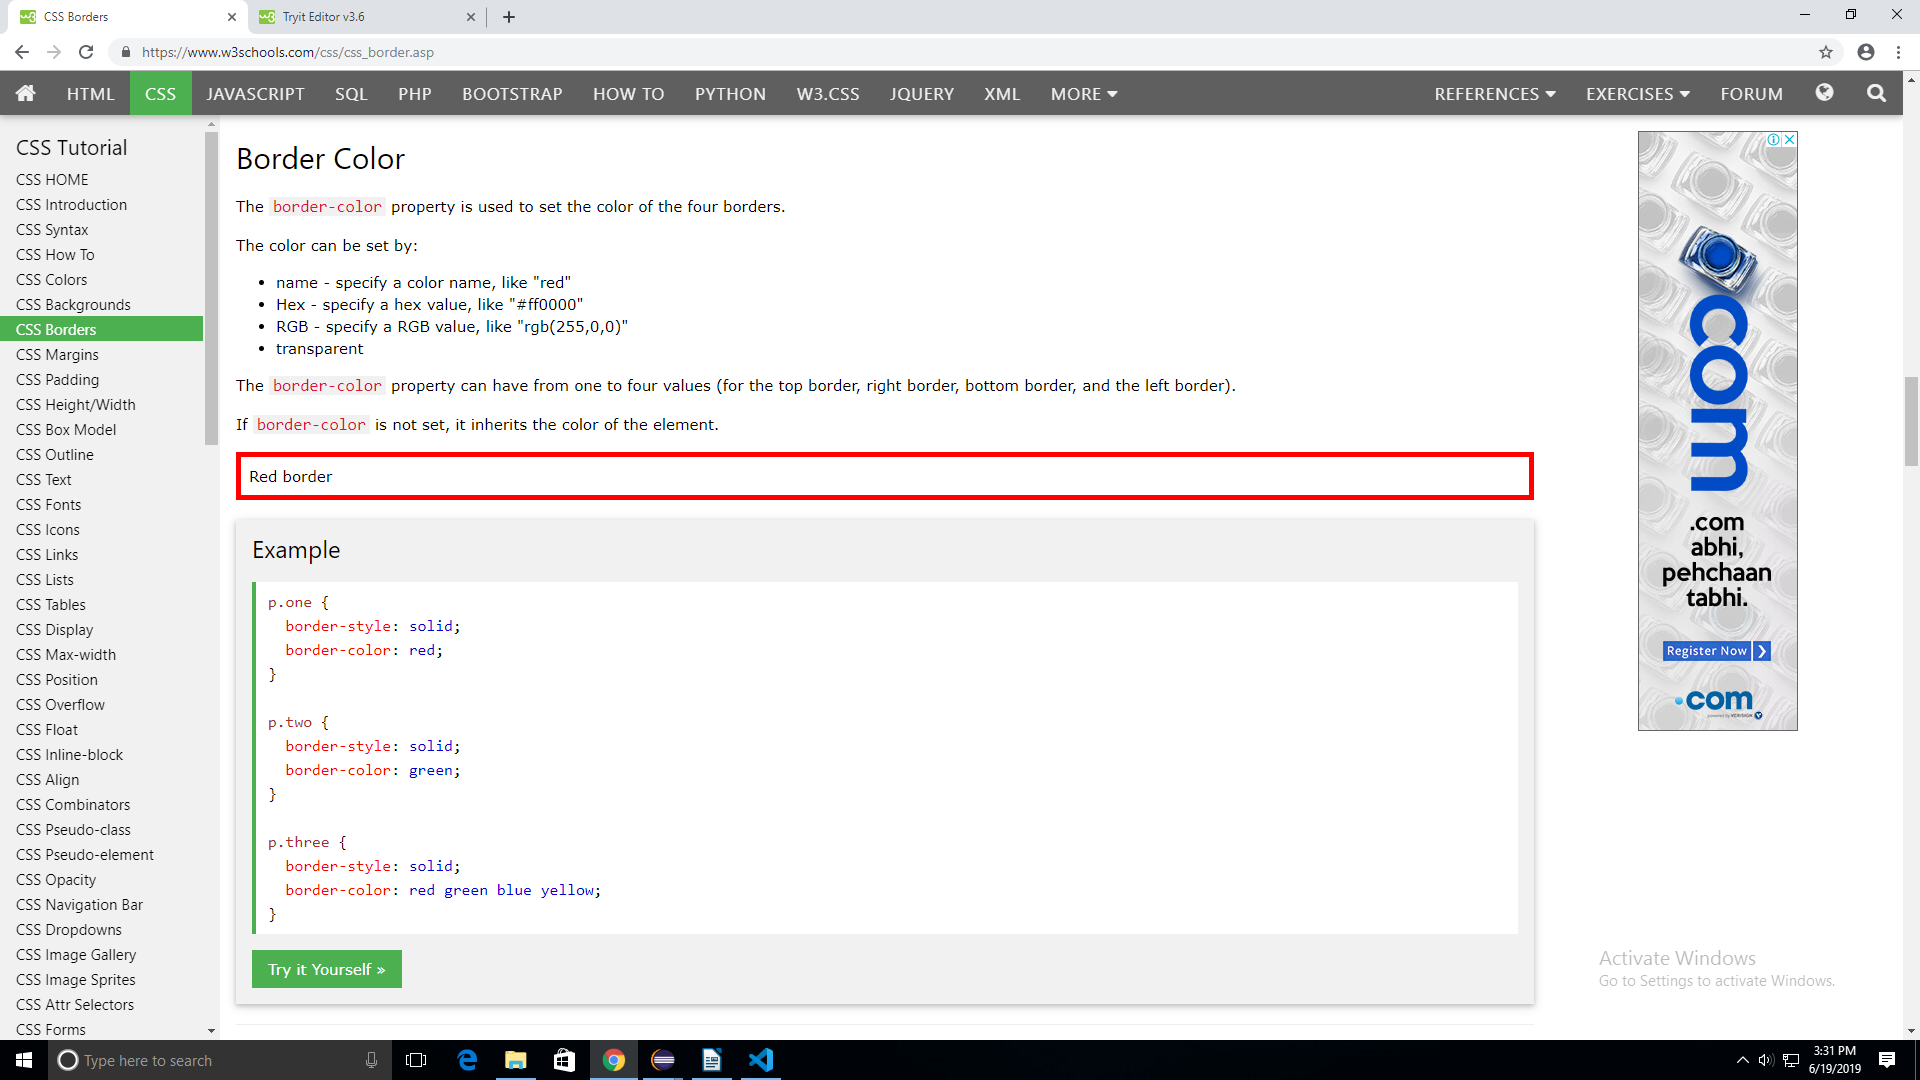 CSS Borders
Tryit Editor v3.6
https://www.w3schools.com/css/css_border.asp
HTML CSS JAVASCRIPT SQL PHP BOOTSTRAP HOW TO PYTHON W3.CSS JQUERY XML MORE REFERENCES EXERCISES FORUM
CSS Tutorial
CSS HOME
CSS Introduction
CSS Syntax
CSS How To
CSS Colors
CSS Backgrounds
CSS Borders
CSS Margins
CSS Padding
CSS Height/Width
CSS Box Model
CSS Outline
CSS Text
CSS Fonts
CSS Icons
CSS Links
CSS Lists
CSS Tables
CSS Display
CSS Max-width
CSS Position
CSS Overflow
CSS Float
CSS Inline-block
CSS Align
CSS Combinators
CSS Pseudo-class
CSS Pseudo-element
CSS Opacity
CSS Navigation Bar
CSS Dropdowns
CSS Image Gallery
CSS Image Sprites
CSS Attr Selectors
CSS Forms
Border Color
The border-color property is used to set the color of the four borders.
The color can be set by:
• name - specify a color name, like "red"
• Hex - specify a hex value, like "#ff0000"
• RGB - specify a RGB value, like "rgb(255,0,0)"
• transparent
The border-color property can have from one to four values (for the top border, right border, bottom border, and the left border).
If border-color is not set, it inherits the color of the element.
Red border
Example
p.one {
  border-style: solid;
  border-color: red;
}
p.two {
  border-style: solid;
  border-color: green;
}
p.three {
  border-style: solid;
  border-color: red green blue yellow;
}
Try it Yourself »
com
.com
abhi,
pehchaan
tabhi.
Register Now ❯
.com
powered by VERISIGN
Activate Windows
Go to Settings to activate Windows.
Type here to search
3:31 PM
6/19/2019